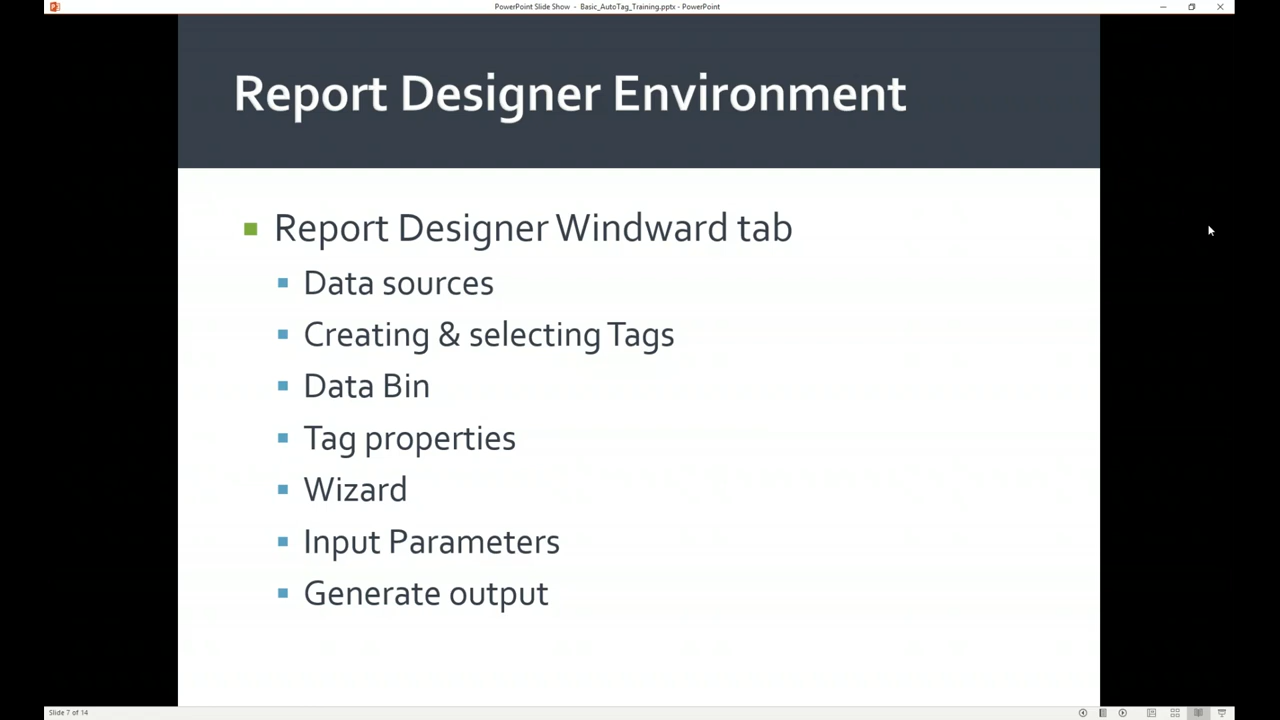 PowerPoint Slide Show - Basic_AutoTag_Training.pptx - PowerPoint
Report Designer Environment
Report Designer Windward tab
Data sources
Creating & selecting Tags
Data Bin
Tag properties
Wizard
Input Parameters
Generate output
Slide 7 of 14